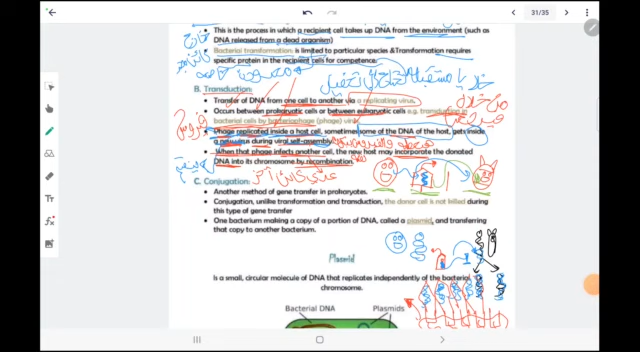 31/35
• This is the process in which a recipient cell takes up DNA from the environment (such as
DNA released from a dead organism)
• Bacterial transformation: is limited to particular species &Transformation requires
specific protein in the recipient cells for competence.
B. Transduction:
• Transfer of DNA from one cell to another via a replicating virus.
• Occurs between prokaryotic cells or between eukaryotic cells e.g. transduction in
bacterial cells by bacteriophage (phage) virus
• Phage replicated inside a host cell, sometimes some of the DNA of the host, gets inside
a new virus during viral self-assembly
• When that phage infects another cell, the new host may incorporate the donated
DNA into its chromosome by recombination
C. Conjugation:
• Another method of gene transfer in prokaryotes.
• Conjugation, unlike transformation and transduction, the donor cell is not killed during
this type of gene transfer
• One bacterium making a copy of a portion of DNA, called a plasmid, and transferring
that copy to another bacterium.
Plasmid
Is a small, circular molecule of DNA that replicates independently of the bacterial
chromosome.
Bacterial DNA
Plasmids